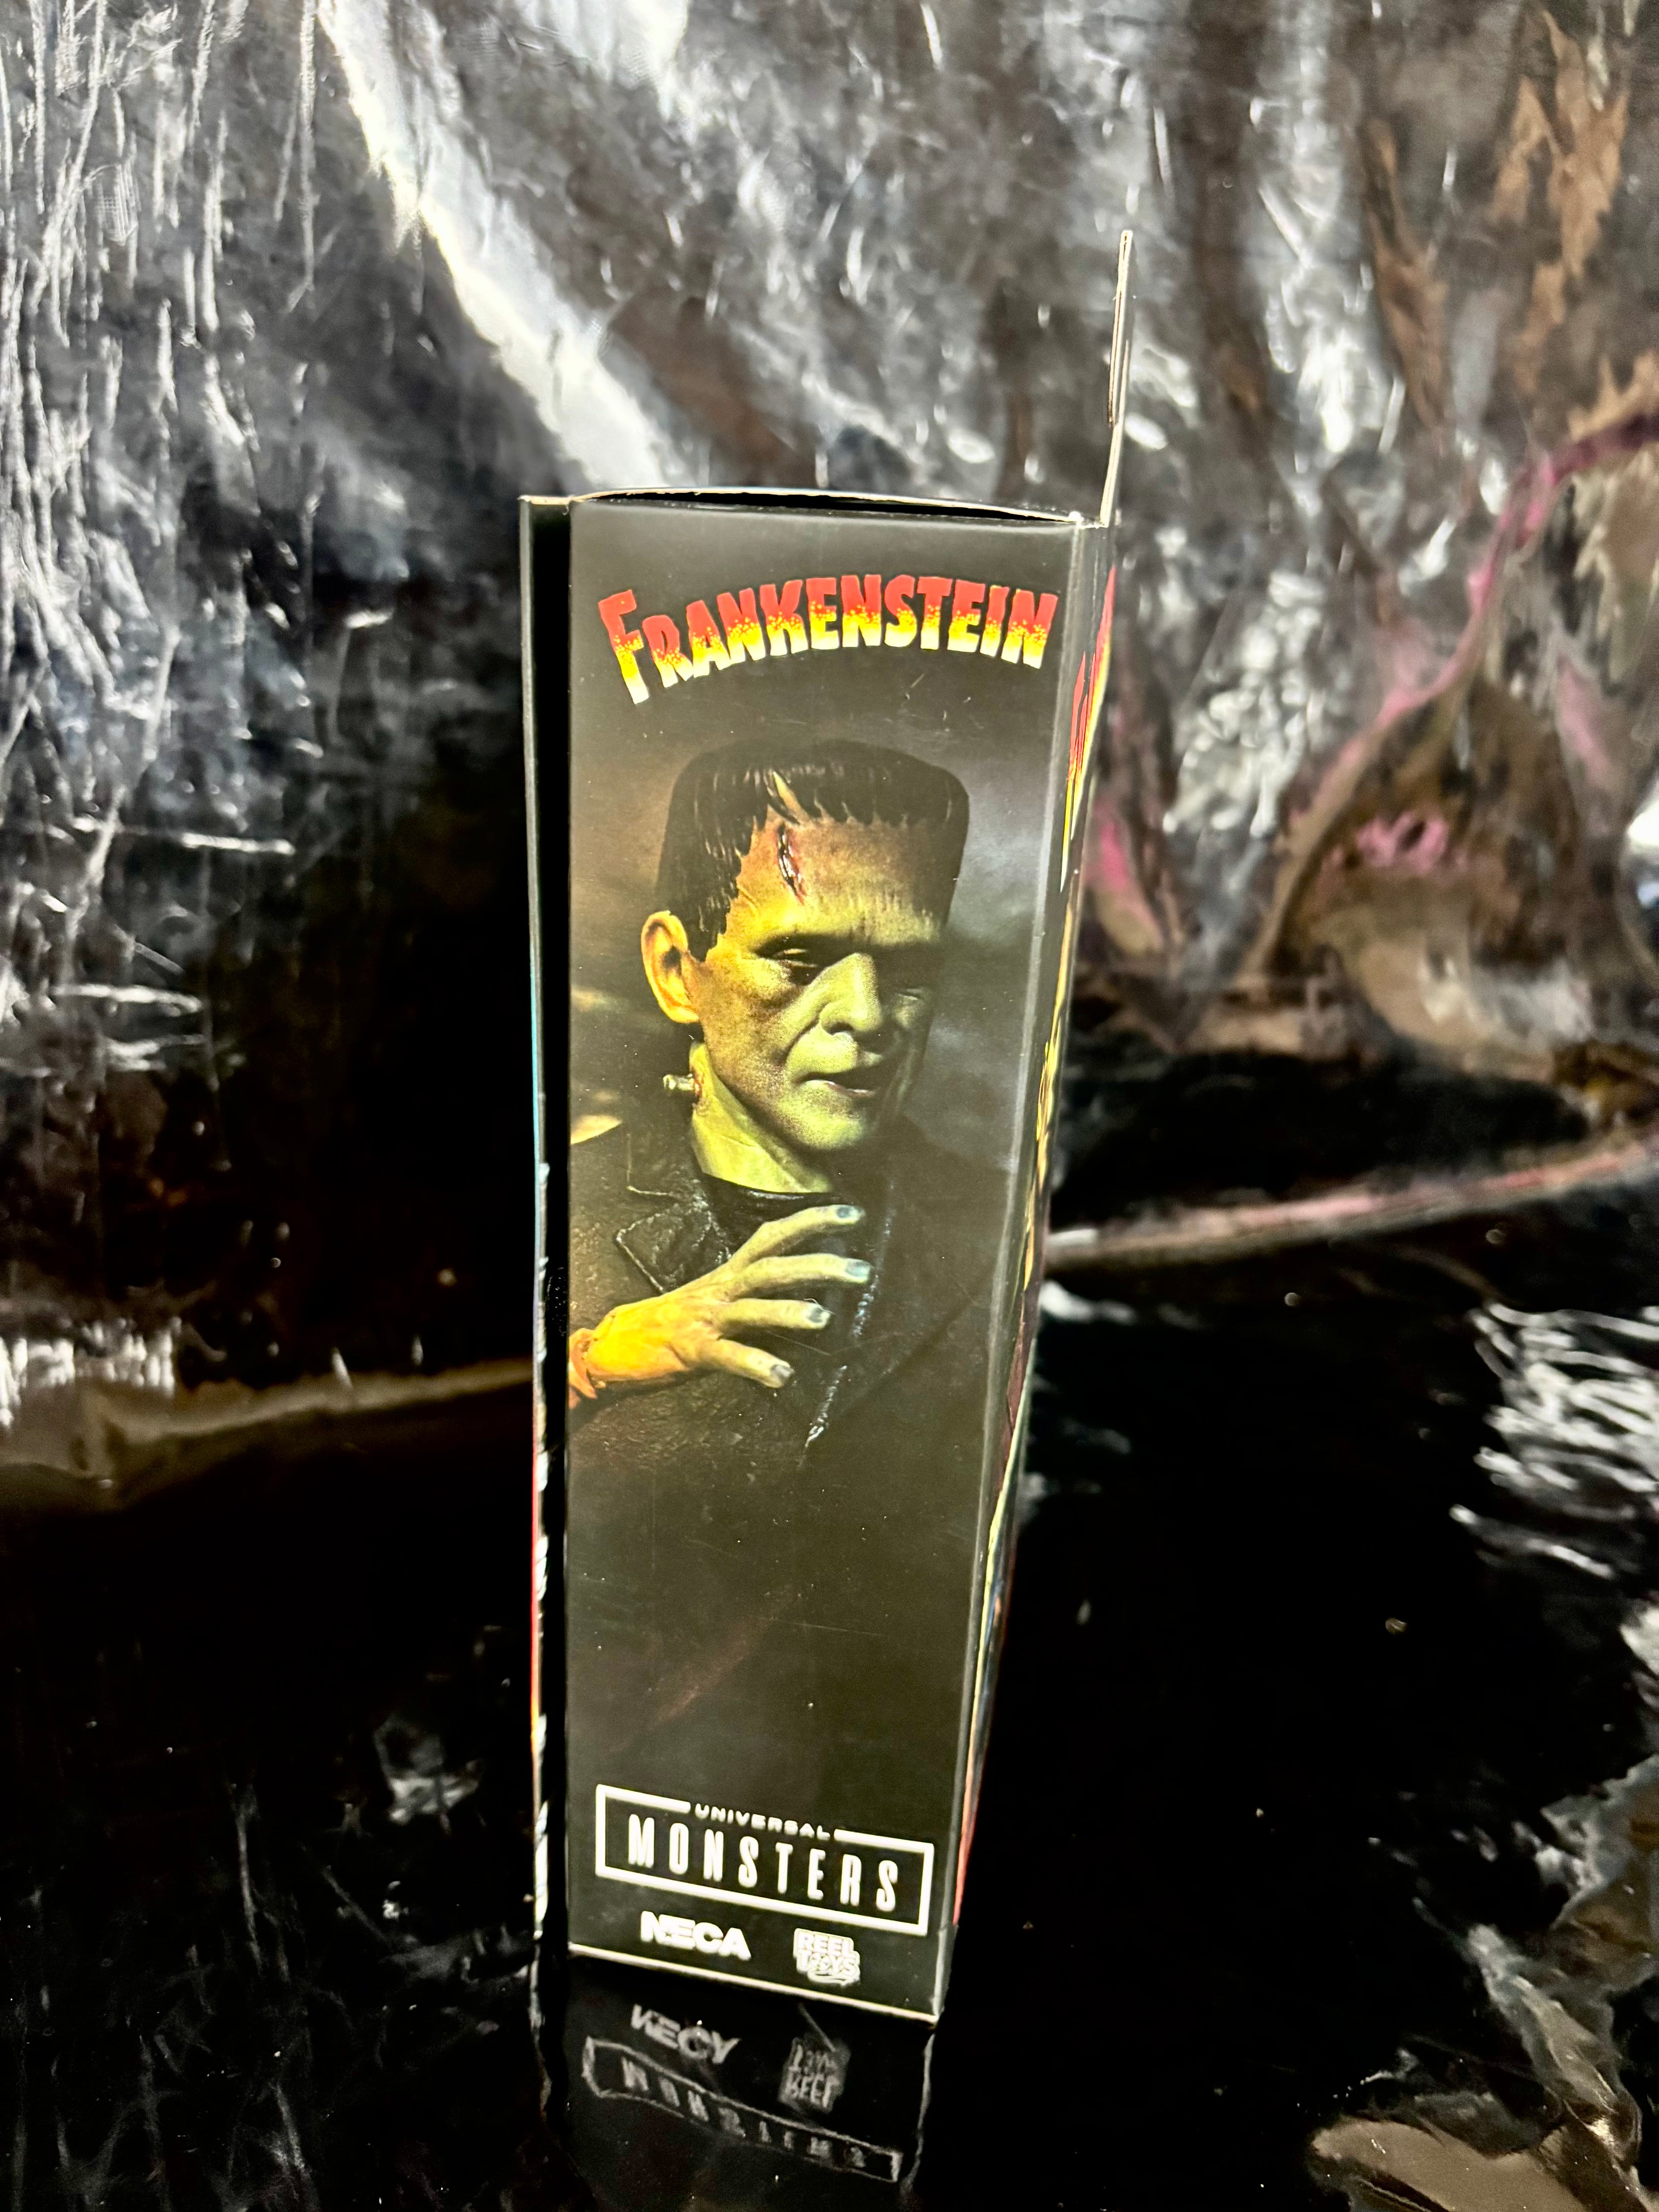 FRANKENSTEIN
UNIVERSAL
MONSTERS
NECA REEL
TOYS